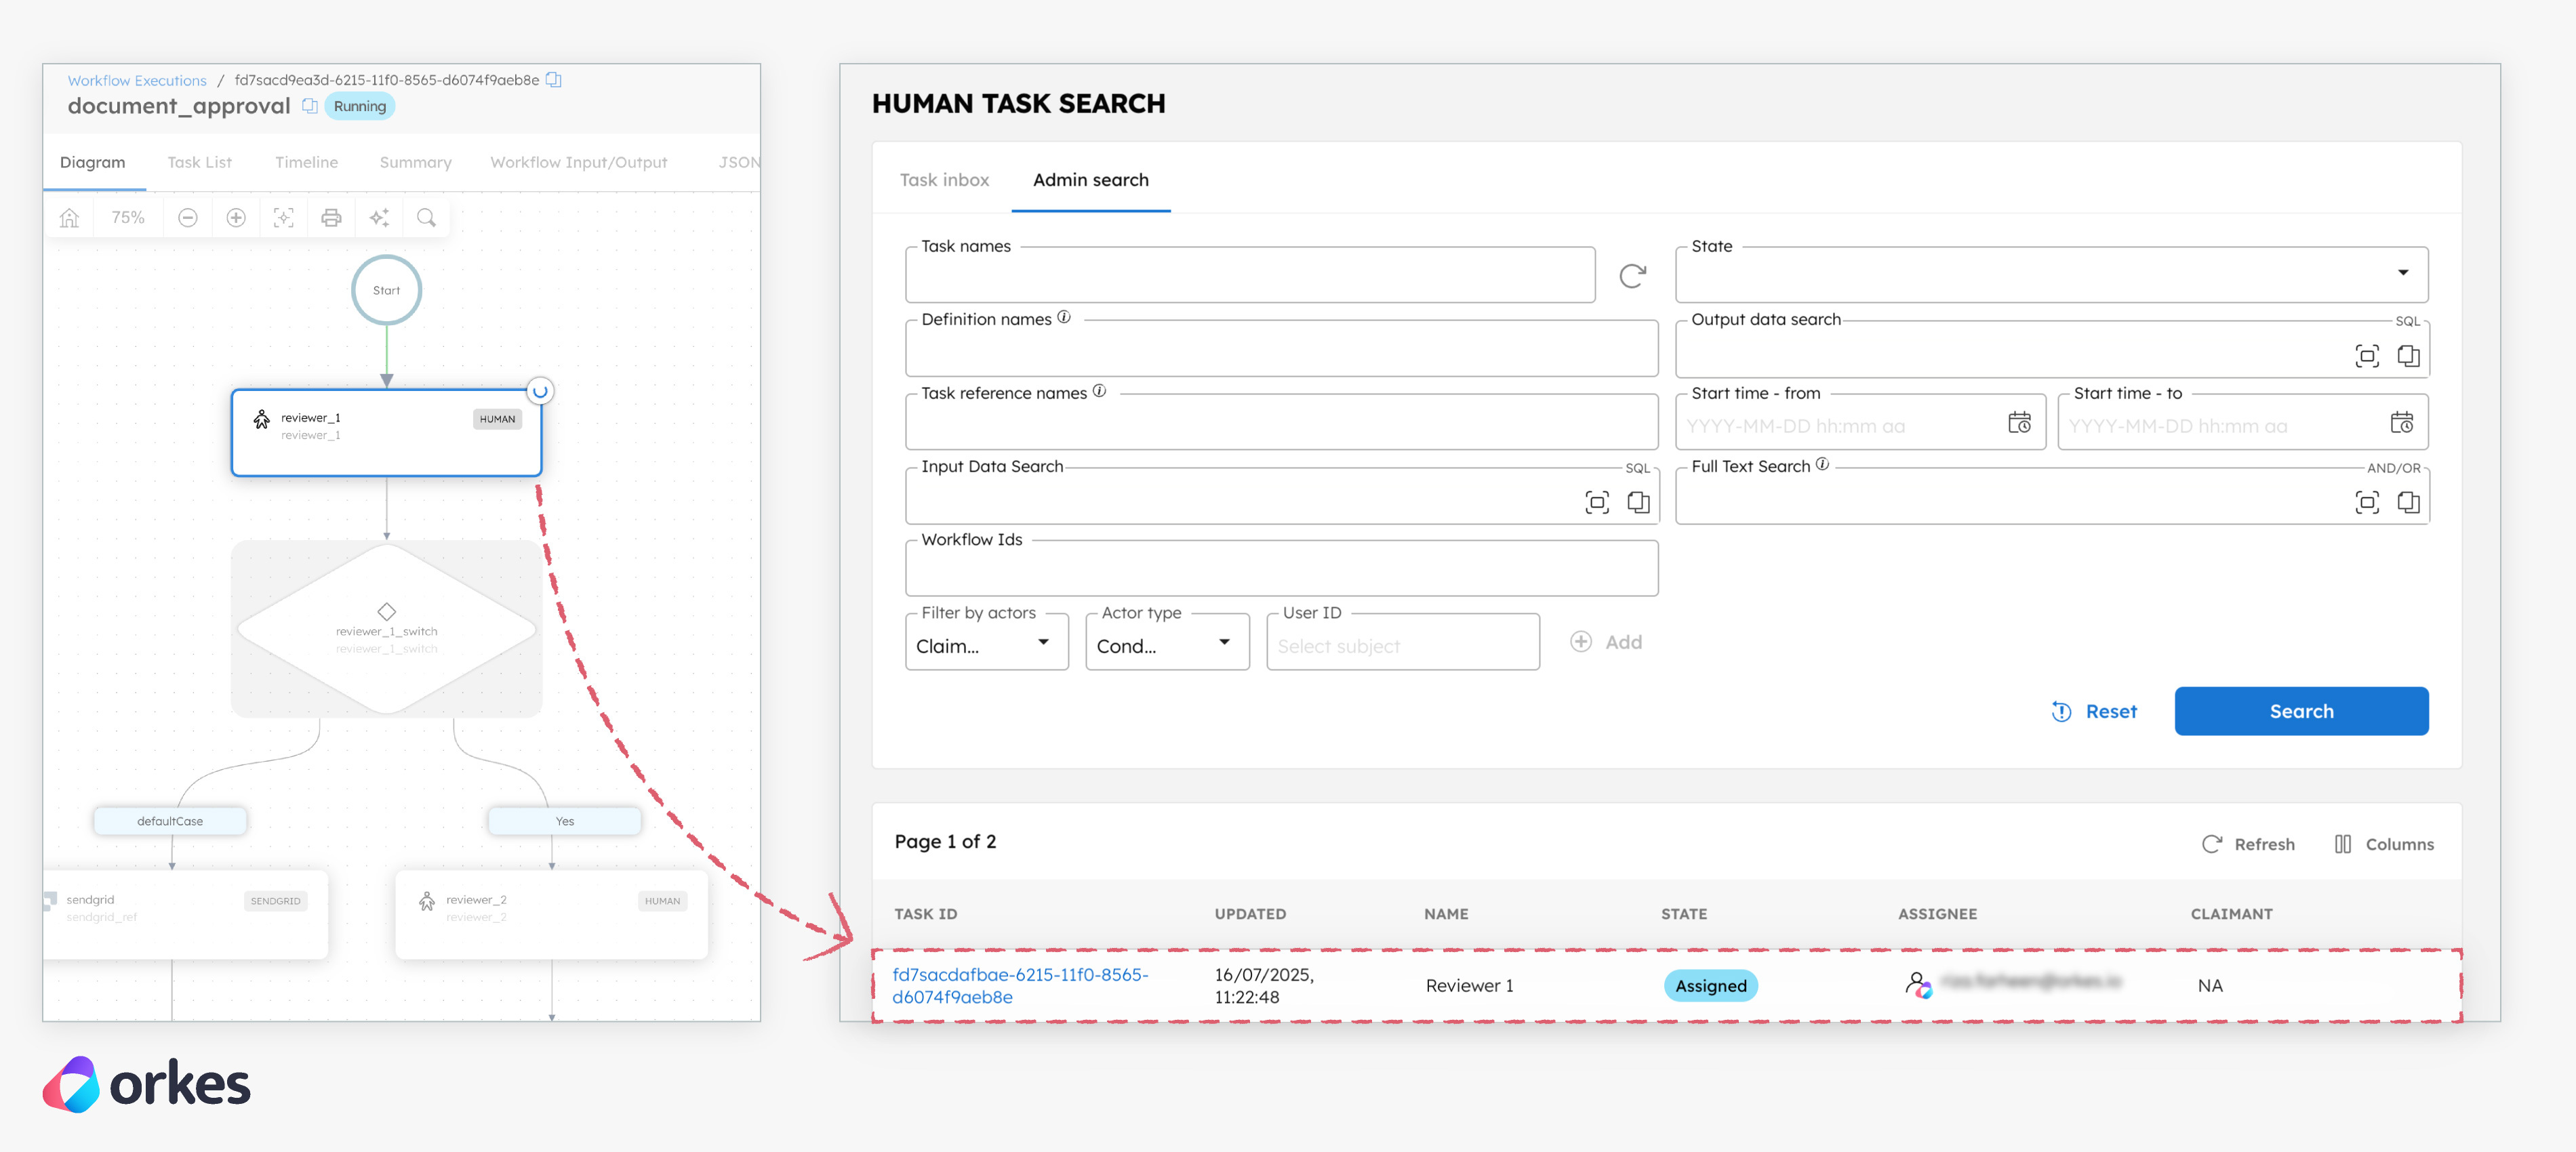 Workflow Executions / fd7sacd9ea3d-6215-11f0-8565-d6074f9aeb8e
document_approval Running
Diagram Task List Timeline Summary Workflow Input/Output JSON
75%
Start
reviewer_1 HUMAN
reviewer_1
reviewer_1_switch
reviewer_1_switch
defaultCase Yes
sendgrid SENDGRID
sendgrid_ref
reviewer_2 HUMAN
reviewer_2
HUMAN TASK SEARCH
Task inbox Admin search
Task names State
Definition names Output data search SQL
Task reference names Start time - from Start time - to
YYYY-MM-DD hh:mm aa YYYY-MM-DD hh:mm aa
Input Data Search SQL Full Text Search AND/OR
Workflow Ids
Filter by actors Actor type User ID
Claim... Cond... Select subject Add
Reset Search
Page 1 of 2 Refresh Columns
TASK ID UPDATED NAME STATE ASSIGNEE CLAIMANT
fd7sacdafbae-6215-11f0-8565- 16/07/2025,
d6074f9aeb8e 11:22:48 Reviewer 1 Assigned NA
orkes